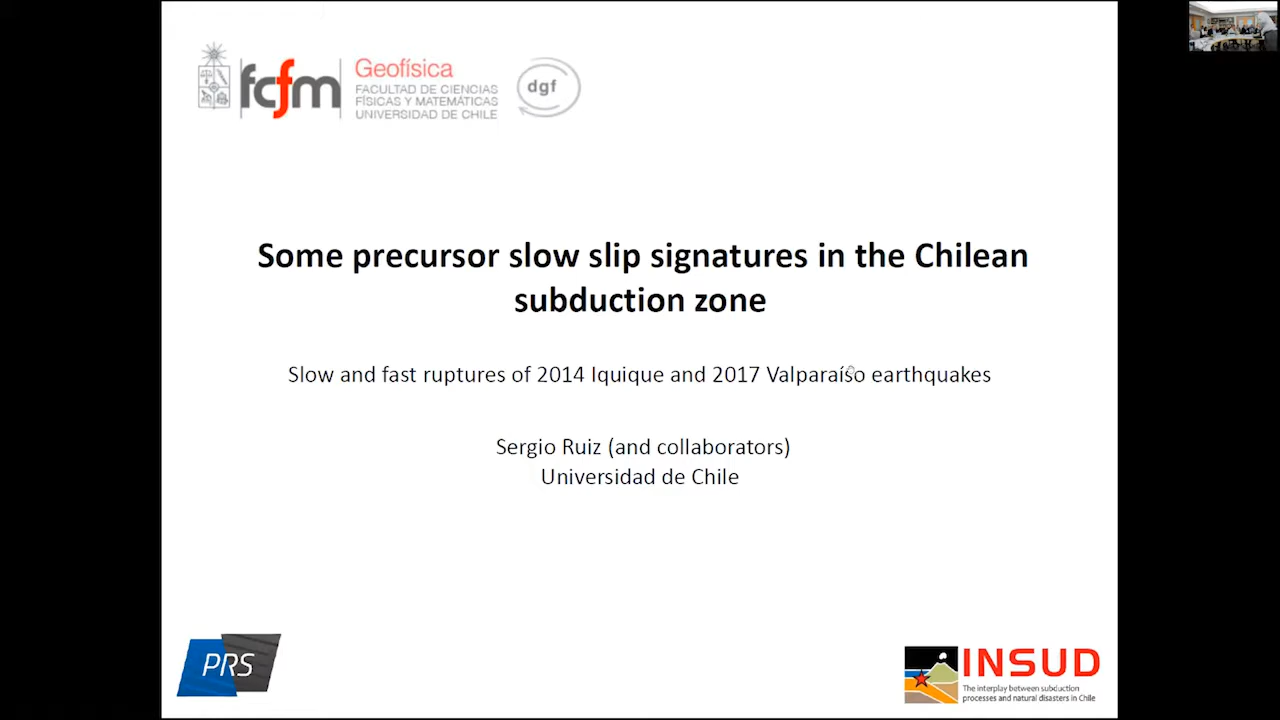 fcfm
Geofísica
FACULTAD DE CIENCIAS
FÍSICAS Y MATEMÁTICAS
UNIVERSIDAD DE CHILE
dgf
Some precursor slow slip signatures in the Chilean
subduction zone
Slow and fast ruptures of 2014 Iquique and 2017 Valparaíso earthquakes
Sergio Ruiz (and collaborators)
Universidad de Chile
PRS
INSUD
The interplay between subduction
processes and natural disasters in Chile